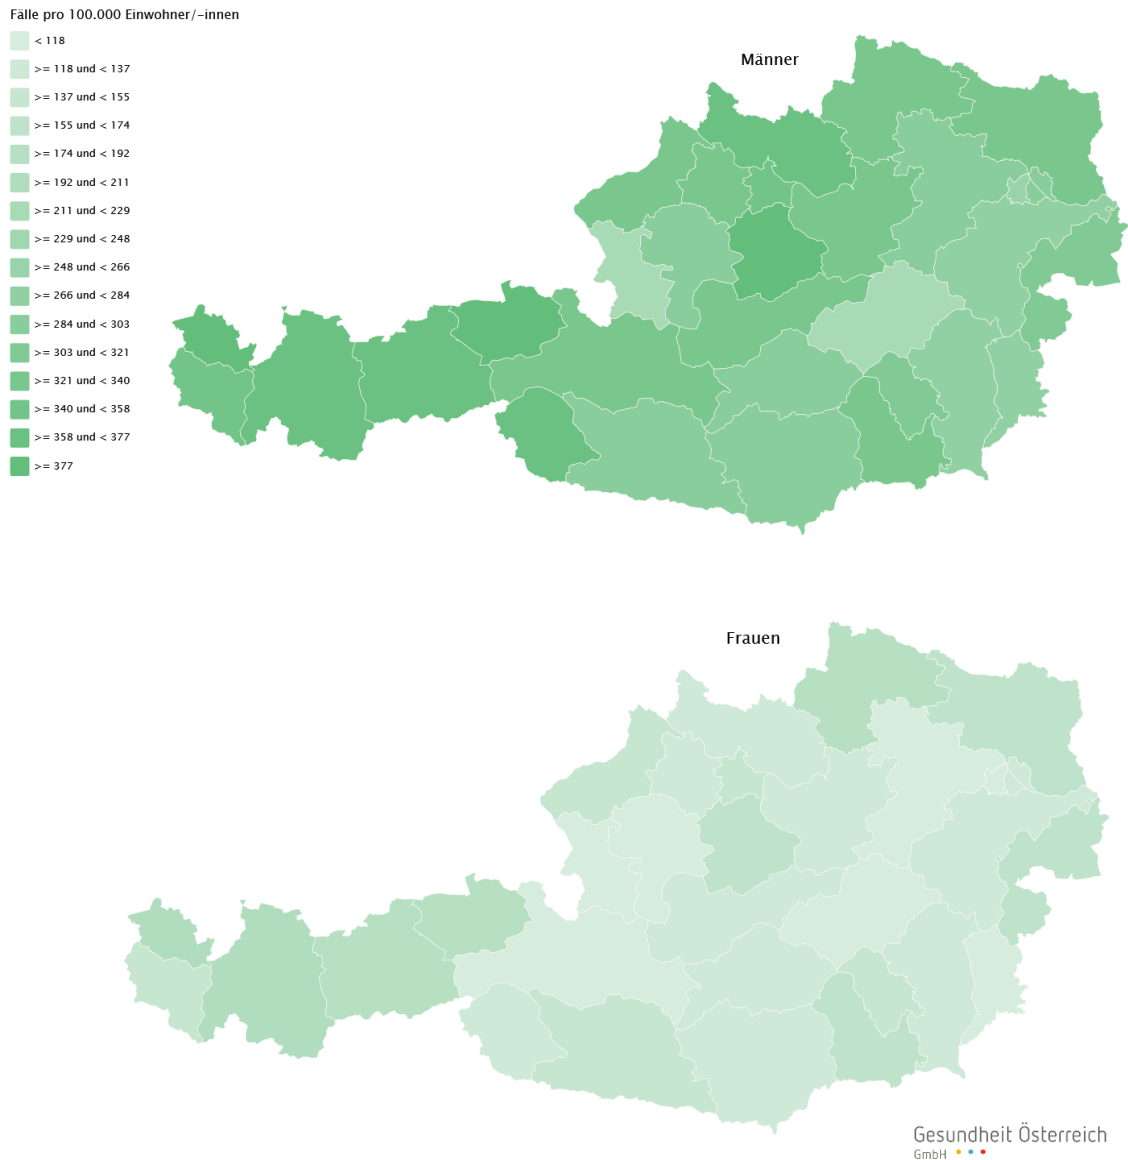 Fälle pro 100.000 Einwohner/-innen
< 118
>= 118 und < 137
>= 137 und < 155
>= 155 und < 174
>= 174 und < 192
>= 192 und < 211
>= 211 und < 229
>= 229 und < 248
>= 248 und < 266
>= 266 und < 284
>= 284 und < 303
>= 303 und < 321
>= 321 und < 340
>= 340 und < 358
>= 358 und < 377
>= 377
Männer
Frauen
Gesundheit Österreich
GmbH